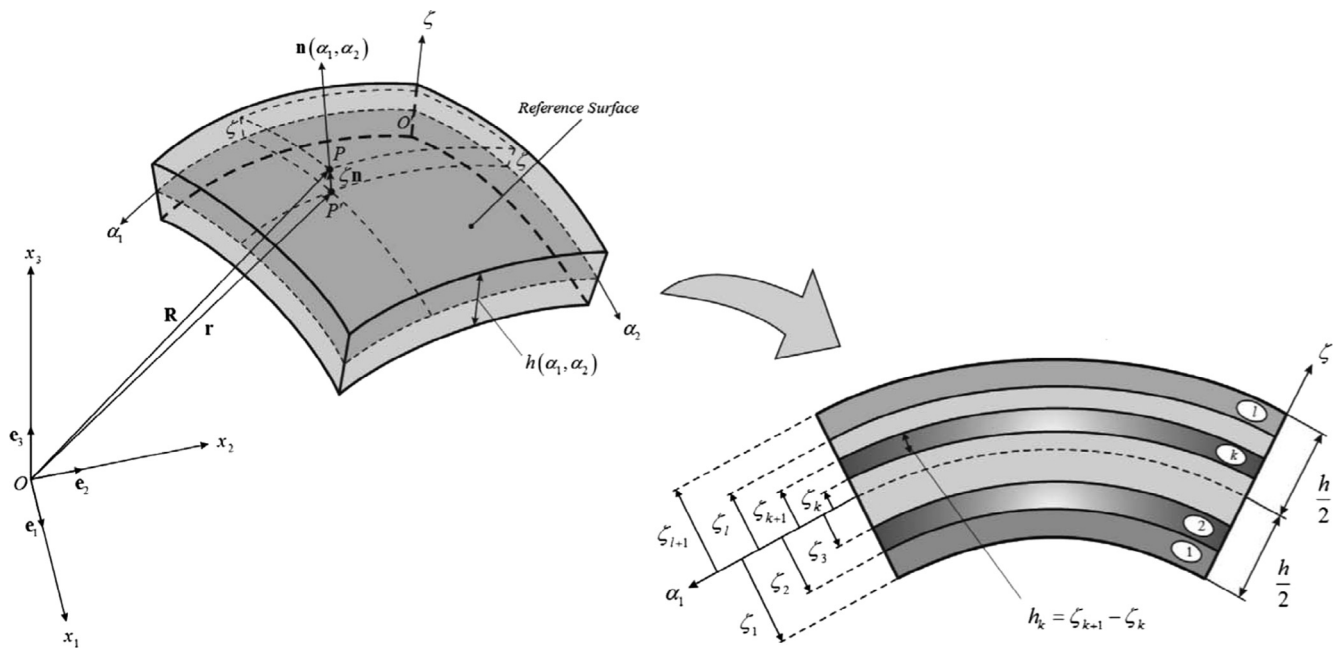 ζ
n(α₁,α₂)
Reference Surface
O′
ζ
P
ζ
ζn
P′
α₁
x₃
R
r
α₂
h(α₁,α₂)
e₃
x₂
O
e₂
e₁
x₁
ζ
l
k
h/2
ζₖ
ζₖ₊₁
ζₗ
ζₗ₊₁
2
ζ₃
1
ζ₂
h/2
α₁
hₖ = ζₖ₊₁ − ζₖ
ζ₁